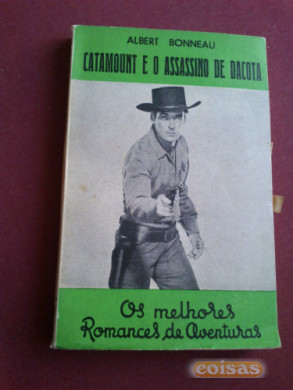 ALBERT BONNEAU
CATAMOUNT E O ASSASSINO DE DACOTA
Os melhores
Romances de Aventuras
coisas